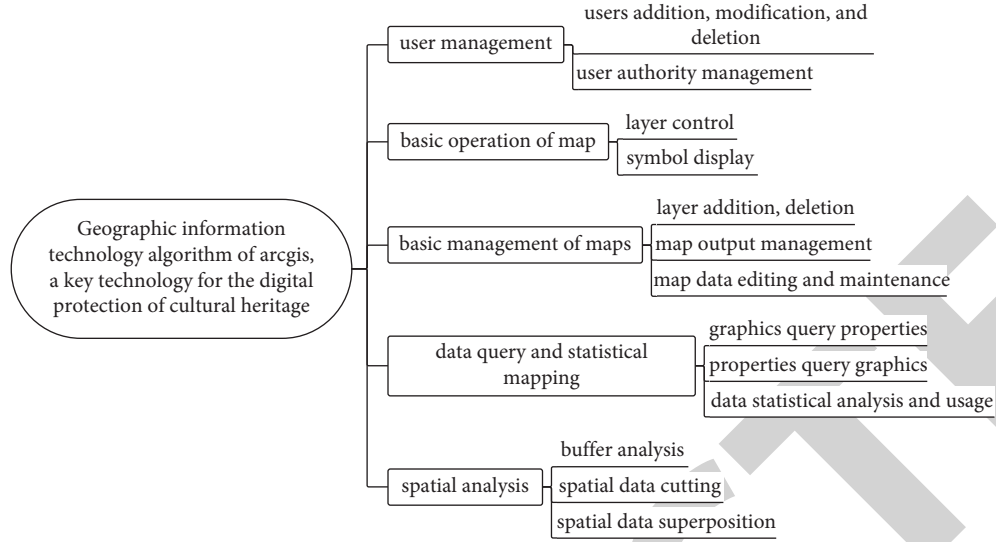 Geographic information
technology algorithm of arcgis,
a key technology for the digital
protection of cultural heritage
user management
users addition, modification, and
deletion
user authority management
basic operation of map
layer control
symbol display
basic management of maps
layer addition, deletion
map output management
map data editing and maintenance
data query and statistical
mapping
graphics query properties
properties query graphics
data statistical analysis and usage
spatial analysis
buffer analysis
spatial data cutting
spatial data superposition